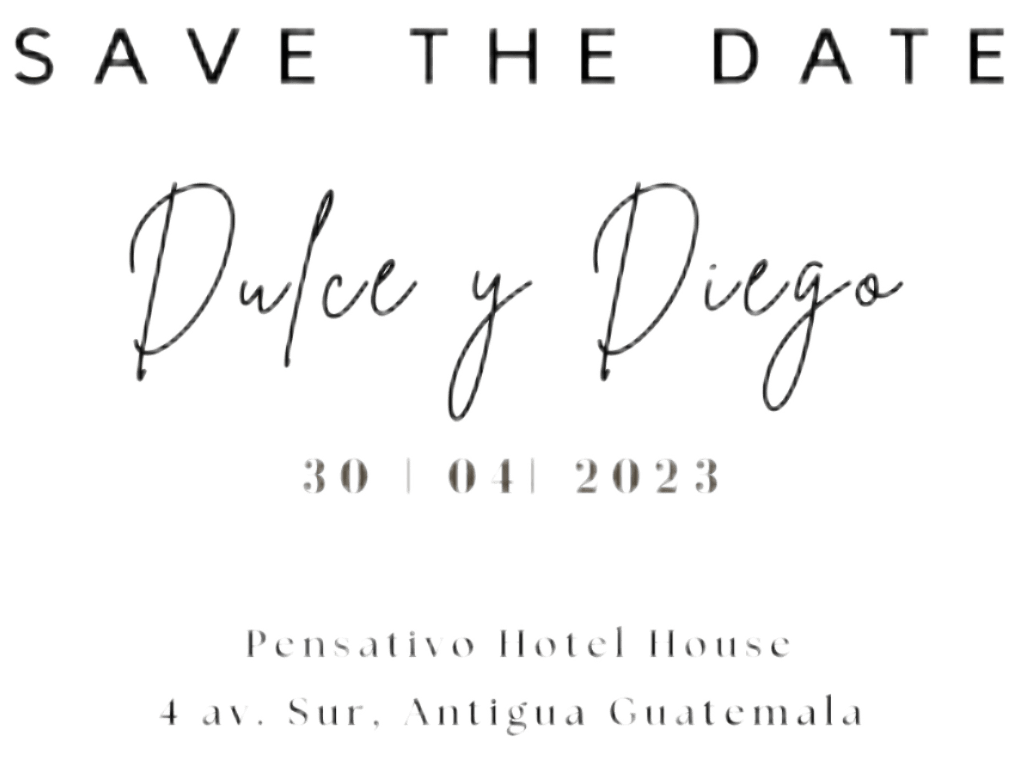 SAVE THE DATE
Dulce y Diego
30 | 04| 2023
Pensativo Hotel House
4 av. Sur, Antigua Guatemala